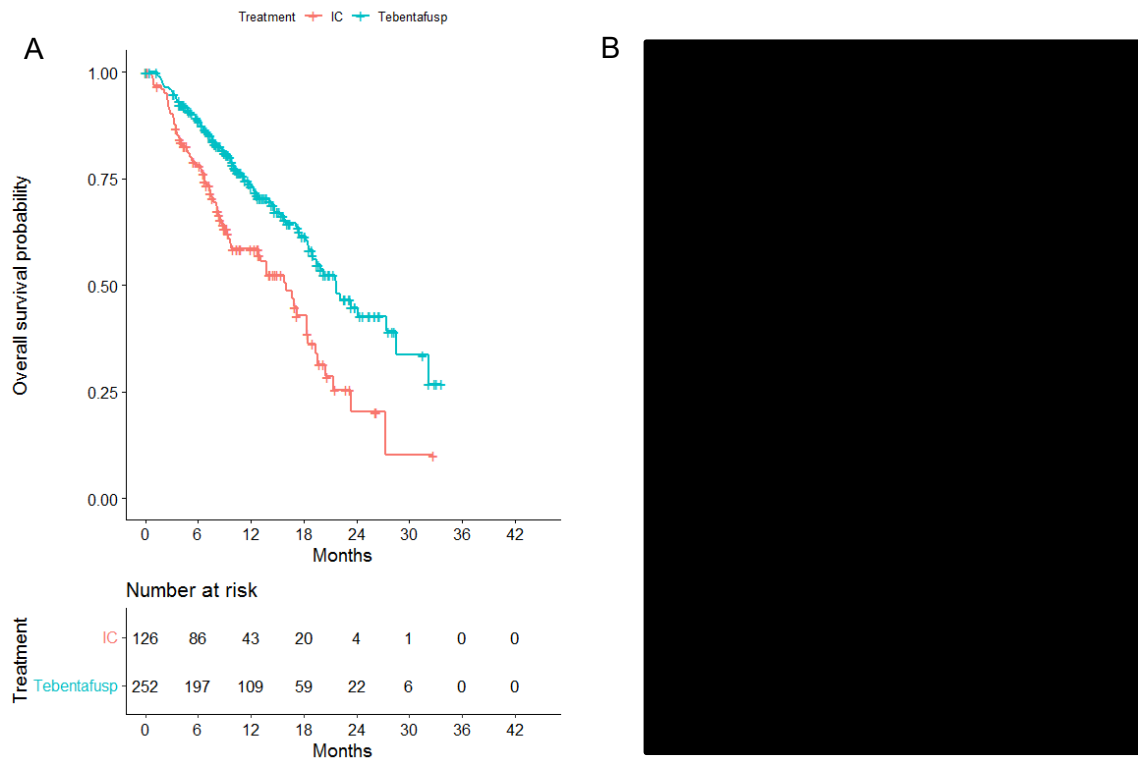 Treatment IC Tebentafusp
A
B
Overall survival probability
1.00
0.75
0.50
0.25
0.00
0 6 12 18 24 30 36 42
Months
Number at risk
Treatment
IC 126 86 43 20 4 1 0 0
Tebentafusp 252 197 109 59 22 6 0 0
0 6 12 18 24 30 36 42
Months